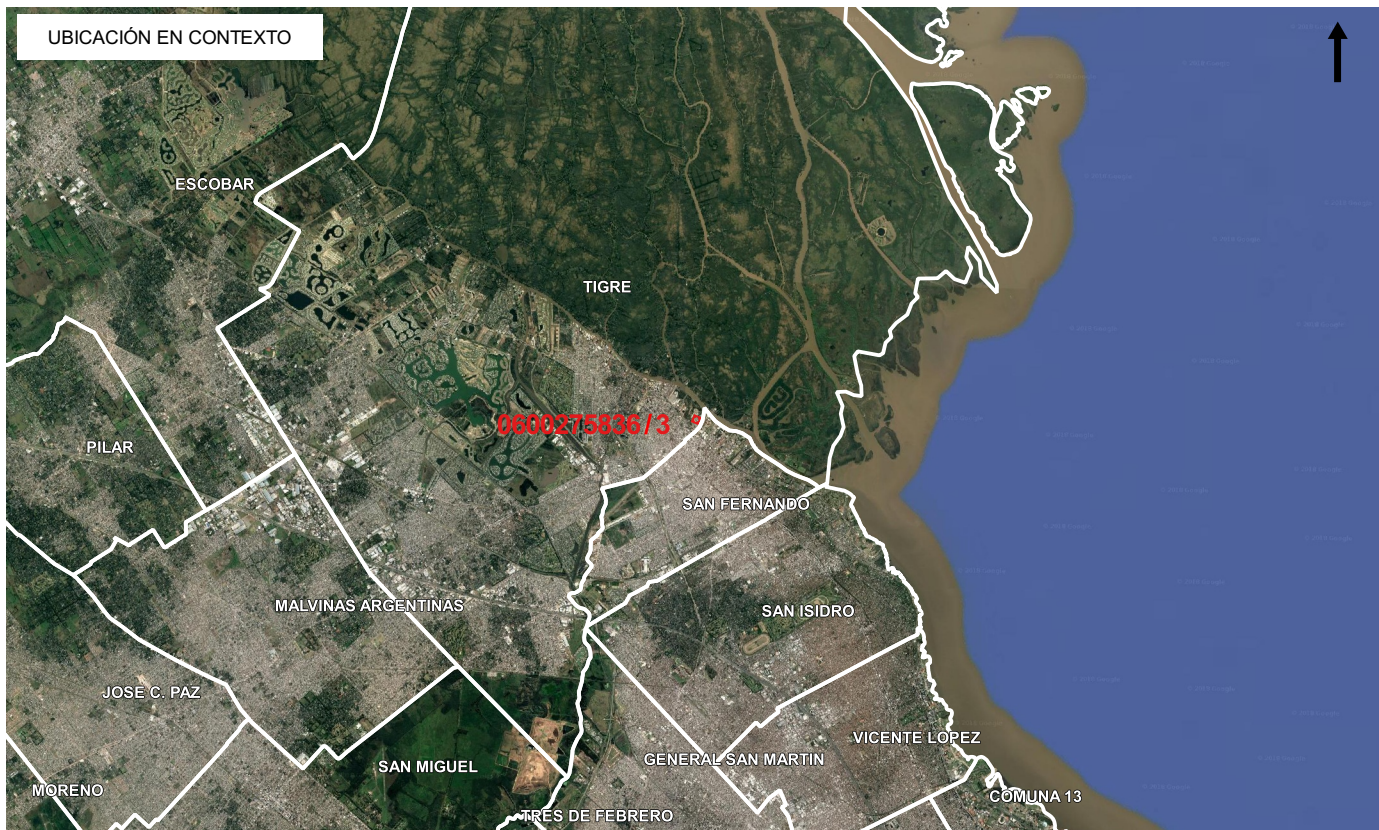 UBICACIÓN EN CONTEXTO
ESCOBAR
TIGRE
0600275836/3
PILAR
SAN FERNANDO
MALVINAS ARGENTINAS
SAN ISIDRO
JOSE C. PAZ
VICENTE LOPEZ
GENERAL SAN MARTIN
SAN MIGUEL
MORENO
COMUNA 13
TRES DE FEBRERO